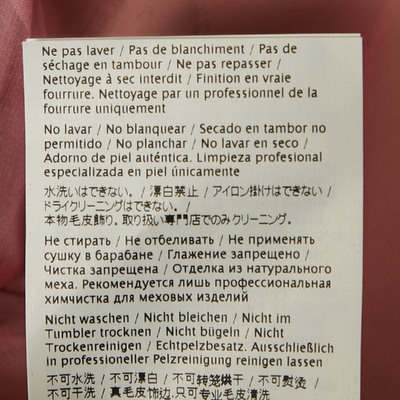 Ne pas laver / Pas de blanchiment / Pas de
séchage en tambour / Ne pas repasser /
Nettoyage à sec interdit / Finition en vraie
fourrure. Nettoyage par un professionnel de la
fourrure uniquement
No lavar / No blanquear / Secado en tambor no
permitido / No planchar / No lavar en seco /
Adorno de piel auténtica. Limpieza profesional
especializada en piel únicamente
水洗いはできない。 / 漂白禁止 / アイロン掛けはできない /
ドライクリーニングはできない。 /
本物毛皮飾り。取り扱い専門店でのみクリーニング。
Не стирать / Не отбеливать / Не применять
сушку в барабане / Глажение запрещено /
Чистка запрещена / Отделка из натурального
меха. Рекомендуется лишь профессиональная
химчистка для меховых изделий
Nicht waschen / Nicht bleichen / Nicht im
Tumbler trocknen / Nicht bügeln / Nicht
Trockenreinigen / Echtpelzbesatz. Ausschließlich
in professioneller Pelzreinigung reinigen lassen
不可水洗 / 不可漂白 / 不可转笼烘干 / 不可熨烫 /
不可干洗 / 真毛皮饰边,只可专业毛皮清洗